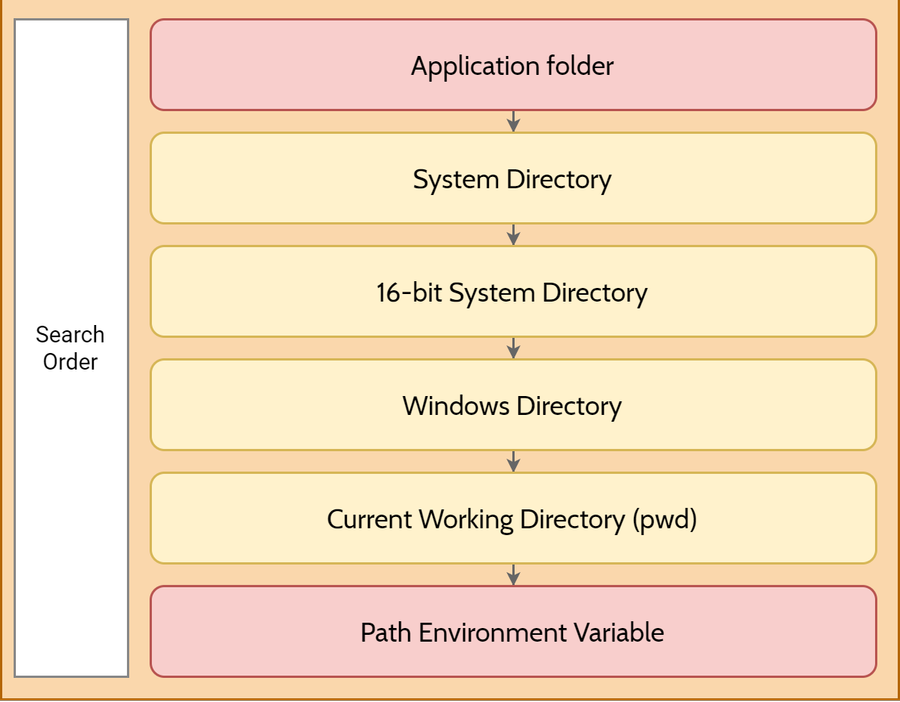 Search
Order
Application folder
System Directory
16-bit System Directory
Windows Directory
Current Working Directory (pwd)
Path Environment Variable